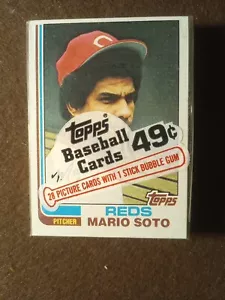 Topps
Baseball
Cards
49¢
28 PICTURE CARDS WITH 1 STICK BUBBLE GUM
Topps
PITCHER
REDS
MARIO SOTO